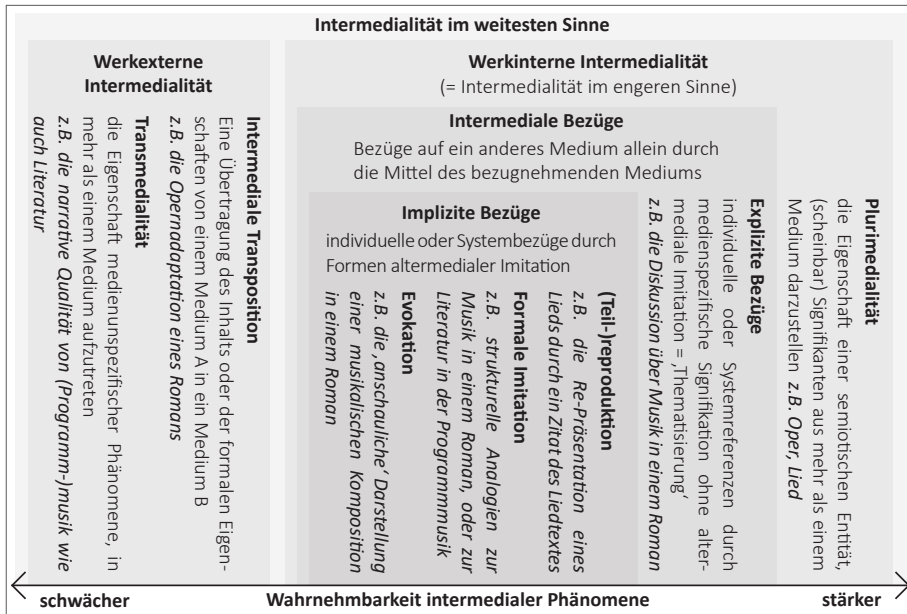 Intermedialität im weitesten Sinne
Werkexterne
Intermedialität
Transmedialität
die Eigenschaft medienunspezifischer Phänomene, in
mehr als einem Medium aufzutreten
z.B. die narrative Qualität von (Programm-)musik wie
auch Literatur
Intermediale Transposition
Eine Übertragung des Inhalts oder der formalen Eigen-
schaften von einem Medium A in ein Medium B
z.B. die Opernadaptation eines Romans
Werkinterne Intermedialität
(= Intermedialität im engeren Sinne)
Intermediale Bezüge
Bezüge auf ein anderes Medium allein durch
die Mittel des bezugnehmenden Mediums
Implizite Bezüge
individuelle oder Systembezüge durch
Formen altermedialer Imitation
Evokation
z.B. die ‚anschauliche‘ Darstellung
einer musikalischen Komposition
in einem Roman
Formale Imitation
z.B. strukturelle Analogien zur
Musik in einem Roman, oder zur
Literatur in der Programmmusik
(Teil-)reproduktion
z.B. die Re-Präsentation eines
Lieds durch ein Zitat des Liedtextes
Explizite Bezüge
individuelle oder Systemreferenzen durch
medienspezifische Signifikation ohne alter-
mediale Imitation = ‚Thematisierung‘
z.B. die Diskussion über Musik in einem Roman
Plurimedialität
die Eigenschaft einer semiotischen Entität,
(scheinbar) Signifikanten aus mehr als einem
Medium darzustellen z.B. Oper, Lied
schwächer Wahrnehmbarkeit intermedialer Phänomene stärker